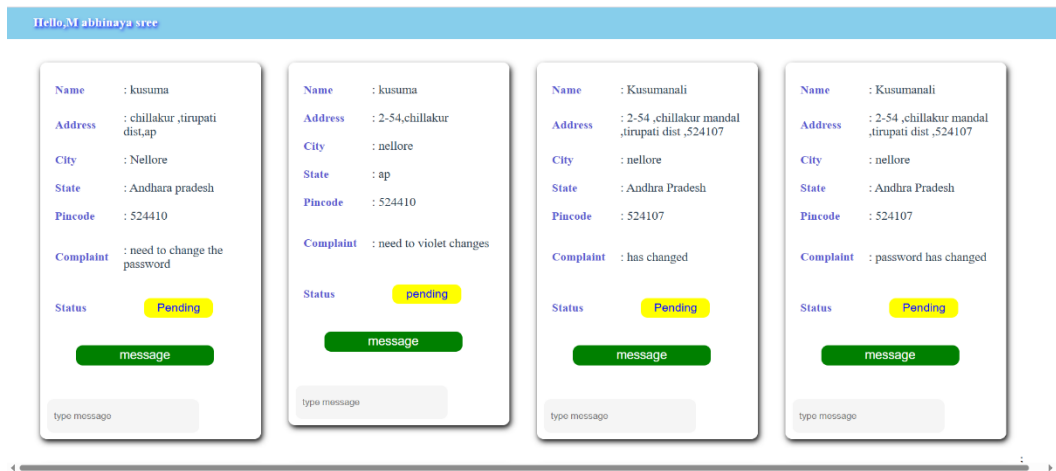 Hello,M abhinaya sree
Name : kusuma
Address : chillakur ,tirupati
dist,ap
City : Nellore
State : Andhara pradesh
Pincode : 524410
Complaint : need to change the
password
Status Pending
message
type message
Name : kusuma
Address : 2-54,chillakur
City : nellore
State : ap
Pincode : 524410
Complaint : need to violet changes
Status pending
message
type message
Name : Kusumanali
Address : 2-54 ,chillakur mandal
,tirupati dist ,524107
City : nellore
State : Andhra Pradesh
Pincode : 524107
Complaint : has changed
Status Pending
message
type message
Name : Kusumanali
Address : 2-54 ,chillakur mandal
,tirupati dist ,524107
City : nellore
State : Andhra Pradesh
Pincode : 524107
Complaint : password has changed
Status Pending
message
type message
: